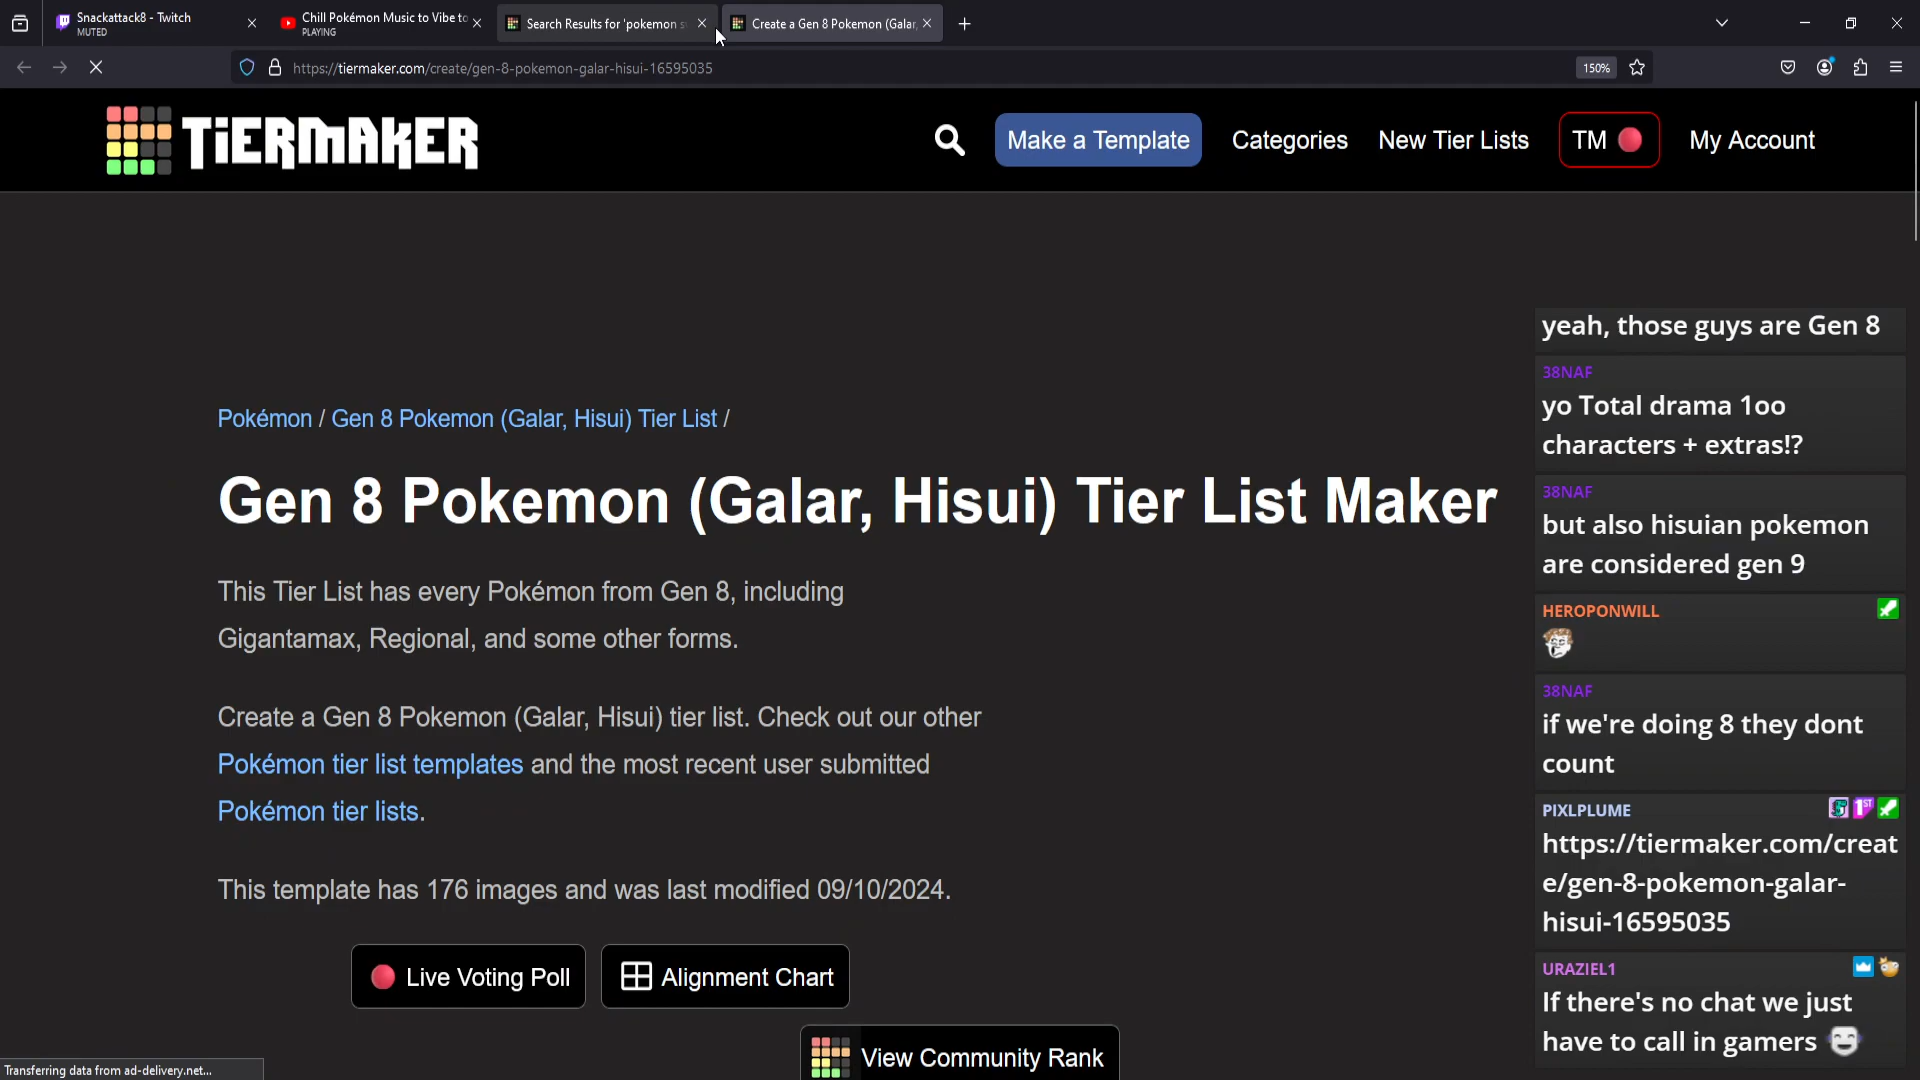 Snackattack8 - Twitch
MUTED
Chill Pokémon Music to Vibe to
PLAYING
Search Results for 'pokemon s
Create a Gen 8 Pokemon (Galar,
https://tiermaker.com/create/gen-8-pokemon-galar-hisui-16595035
150%
TiERMAKER
Make a Template
Categories
New Tier Lists
TM
My Account
Pokémon / Gen 8 Pokemon (Galar, Hisui) Tier List /
Gen 8 Pokemon (Galar, Hisui) Tier List Maker
This Tier List has every Pokémon from Gen 8, including
Gigantamax, Regional, and some other forms.
Create a Gen 8 Pokemon (Galar, Hisui) tier list. Check out our other
Pokémon tier list templates and the most recent user submitted
Pokémon tier lists.
This template has 176 images and was last modified 09/10/2024.
Live Voting Poll
Alignment Chart
View Community Rank
yeah, those guys are Gen 8
38NAF
yo Total drama 1oo
characters + extras!?
38NAF
but also hisuian pokemon
are considered gen 9
HEROPONWILL
38NAF
if we're doing 8 they dont
count
PIXLPLUME
1ST
https://tiermaker.com/creat
e/gen-8-pokemon-galar-
hisui-16595035
URAZIEL1
If there's no chat we just
have to call in gamers
Transferring data from ad-delivery.net...